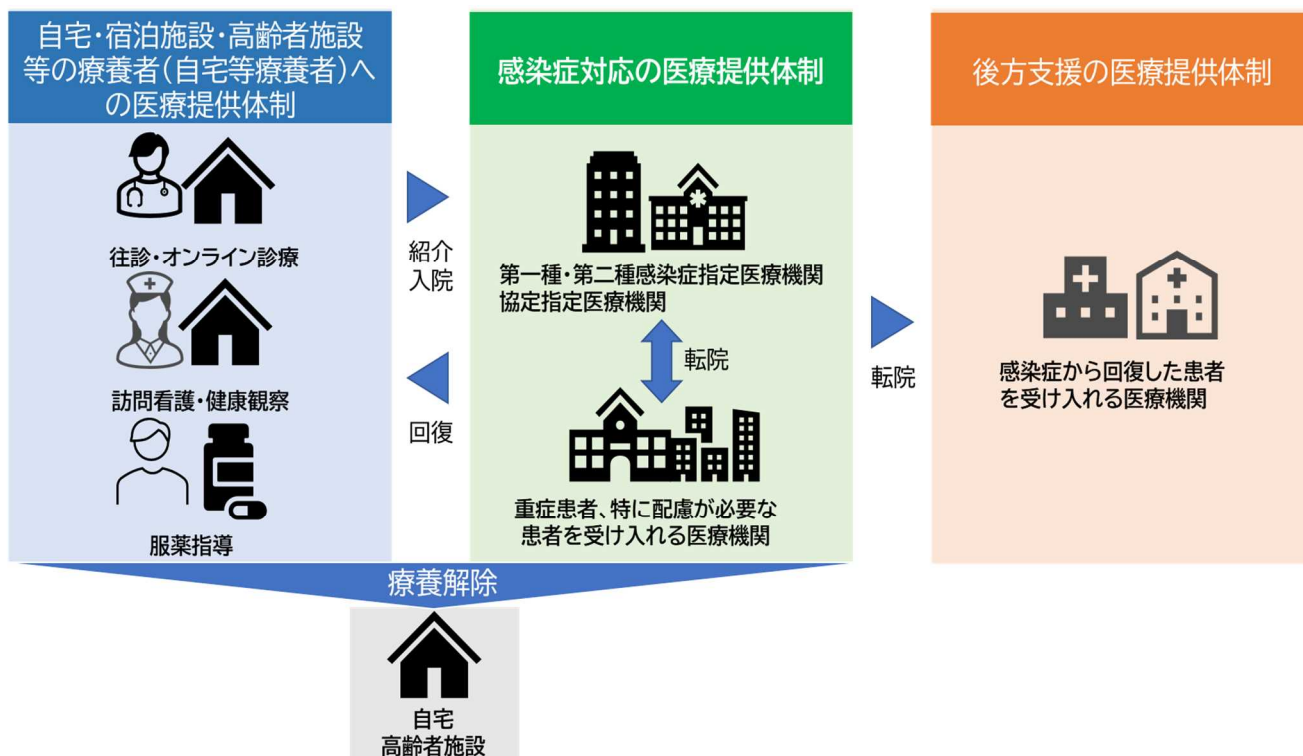 自宅・宿泊施設・高齢者施設
等の療養者(自宅等療養者)へ
の医療提供体制
往診・オンライン診療
訪問看護・健康観察
服薬指導
紹介
入院
回復
感染症対応の医療提供体制
第一種・第二種感染症指定医療機関
協定指定医療機関
転院
重症患者、特に配慮が必要な
患者を受け入れる医療機関
転院
後方支援の医療提供体制
感染症から回復した患者
を受け入れる医療機関
療養解除
自宅
高齢者施設